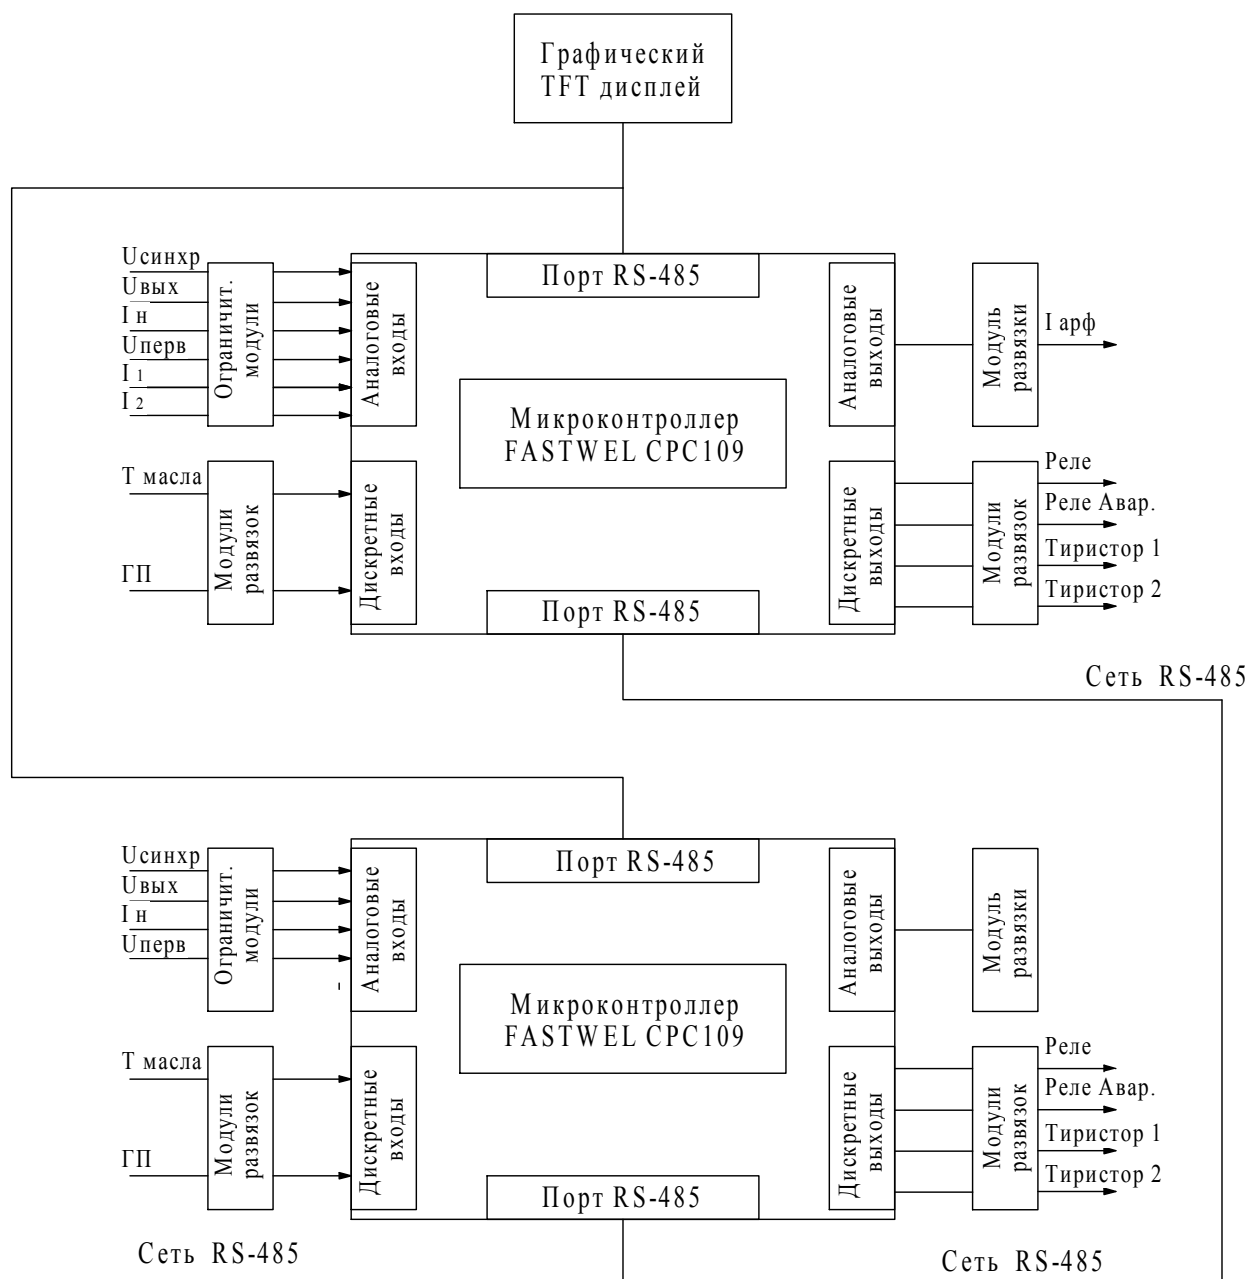 Графический
TFT дисплей
Uсинхр
Uвых
I н
Uперв
I 1
I 2
Ограничит.
модули
Аналоговые
входы
Порт RS-485
Аналоговые
выходы
Модуль
развязки
I арф
Микроконтроллер
FASTWEL CPC109
Т масла
ГП
Модули
развязок
Дискретные
входы
Порт RS-485
Дискретные
выходы
Модули
развязок
Реле
Реле Авар.
Тиристор 1
Тиристор 2
Сеть RS-485
Uсинхр
Uвых
I н
Uперв
Ограничит.
модули
Аналоговые
входы
Порт RS-485
Аналоговые
выходы
Модуль
развязки
Микроконтроллер
FASTWEL CPC109
Т масла
ГП
Модули
развязок
Дискретные
входы
Порт RS-485
Дискретные
выходы
Модули
развязок
Реле
Реле Авар.
Тиристор 1
Тиристор 2
Сеть RS-485
Сеть RS-485